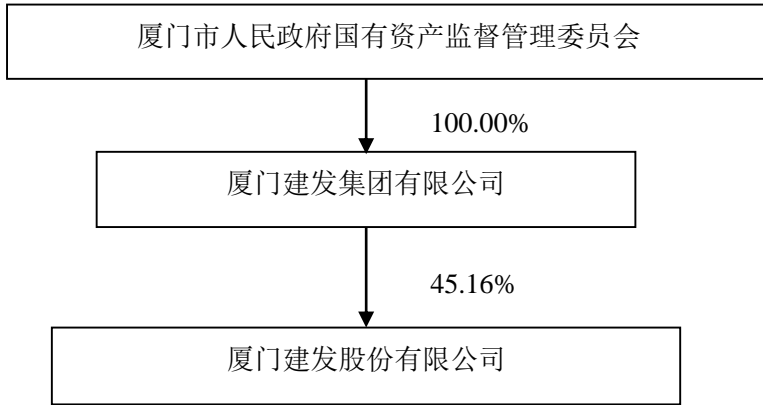 厦门市人民政府国有资产监督管理委员会
100.00%
厦门建发集团有限公司
45.16%
厦门建发股份有限公司